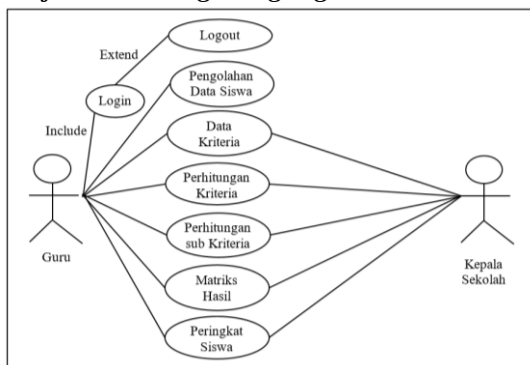 Logout
Extend
Pengolahan
Data Siswa
Login
Data
Kriteria
Include
Perhitungan
Kriteria
Perhitungan
sub Kriteria
Guru
Kepala
Sekolah
Matriks
Hasil
Peringkat
Siswa